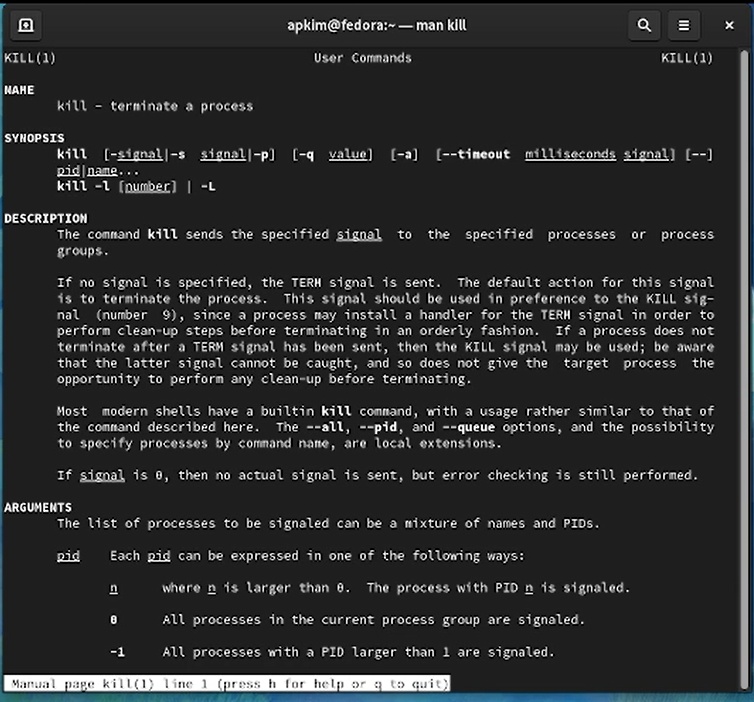 apkim@fedora:~ — man kill
KILL(1) User Commands KILL(1)
NAME
kill - terminate a process
SYNOPSIS
kill [-signal|-s signal|-p] [-q value] [-a] [--timeout milliseconds signal] [--]
pid|name...
kill -l [number] | -L
DESCRIPTION
The command kill sends the specified signal to the specified processes or process
groups.
If no signal is specified, the TERM signal is sent. The default action for this signal
is to terminate the process. This signal should be used in preference to the KILL sig-
nal (number 9), since a process may install a handler for the TERM signal in order to
perform clean-up steps before terminating in an orderly fashion. If a process does not
terminate after a TERM signal has been sent, then the KILL signal may be used; be aware
that the latter signal cannot be caught, and so does not give the target process the
opportunity to perform any clean-up before terminating.
Most modern shells have a builtin kill command, with a usage rather similar to that of
the command described here. The --all, --pid, and --queue options, and the possibility
to specify processes by command name, are local extensions.
If signal is 0, then no actual signal is sent, but error checking is still performed.
ARGUMENTS
The list of processes to be signaled can be a mixture of names and PIDs.
pid Each pid can be expressed in one of the following ways:
n where n is larger than 0. The process with PID n is signaled.
0 All processes in the current process group are signaled.
-1 All processes with a PID larger than 1 are signaled.
Manual page kill(1) line 1 (press h for help or q to quit)